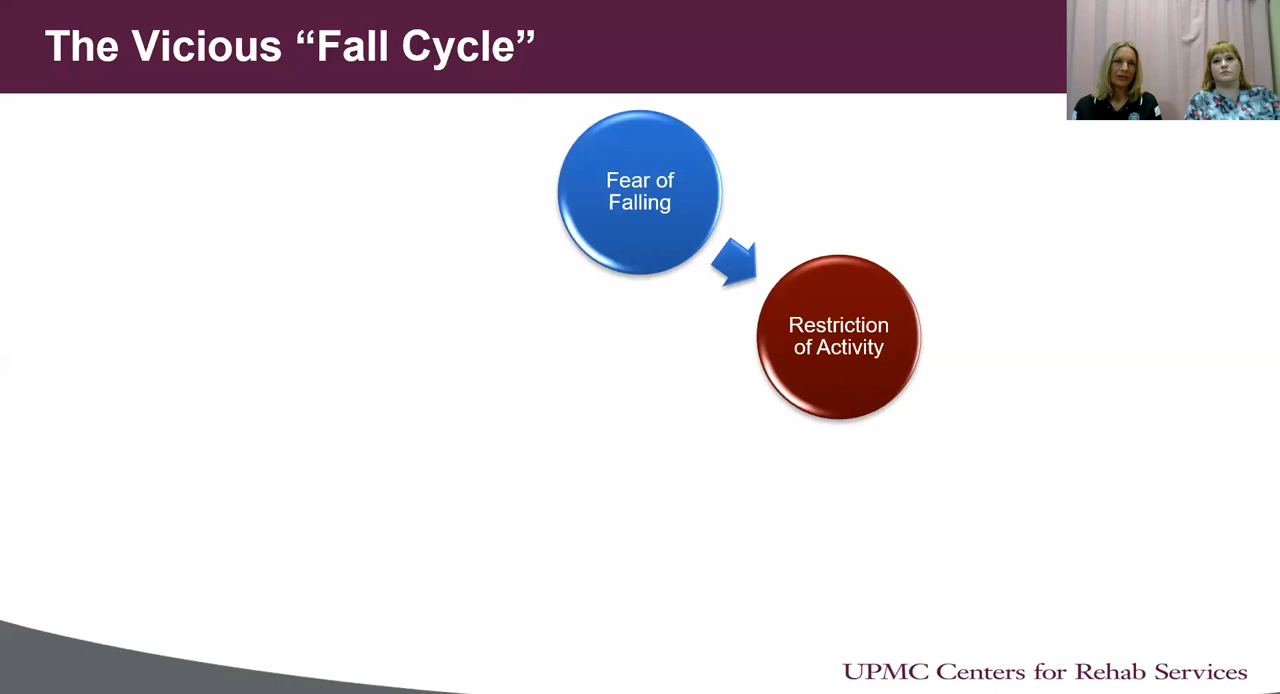 The Vicious “Fall Cycle”
Fear of
Falling
Restriction
of Activity
UPMC Centers for Rehab Services